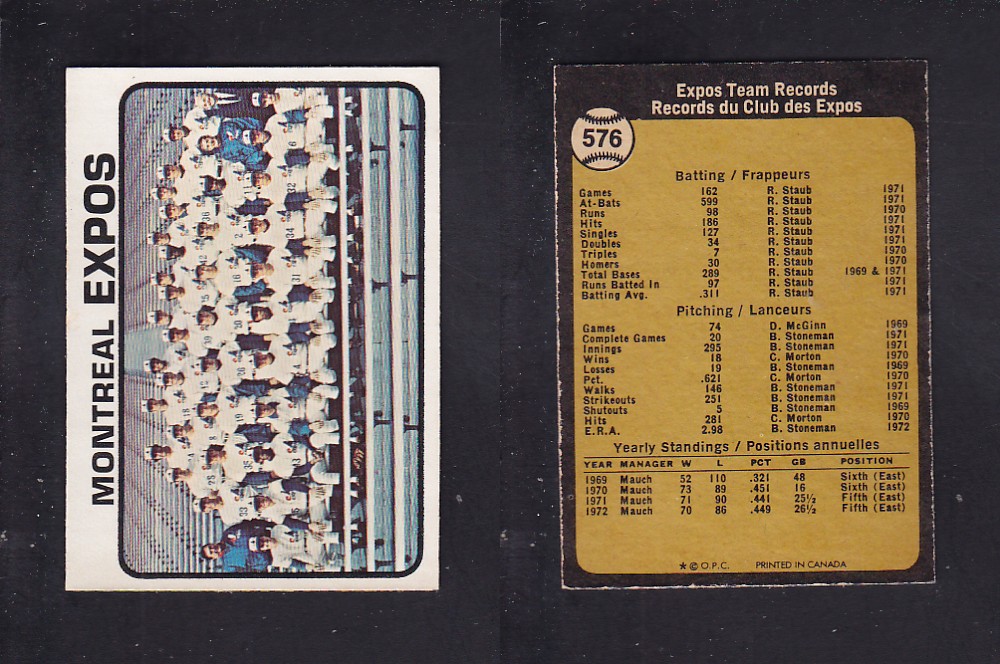 MONTREAL EXPOS
Expos Team Records
Records du Club des Expos
576
Batting / Frappeurs
Games 162 R. Staub 1971
At-Bats 599 R. Staub 1971
Runs 98 R. Staub 1970
Hits 186 R. Staub 1971
Singles 127 R. Staub 1971
Doubles 34 R. Staub 1971
Triples 7 R. Staub 1970
Homers 30 R. Staub 1970
Total Bases 289 R. Staub 1969 & 1971
Runs Batted In 97 R. Staub 1971
Batting Avg. .311 R. Staub 1971
Pitching / Lanceurs
Games 74 D. McGinn 1969
Complete Games 20 B. Stoneman 1971
Innings 295 B. Stoneman 1971
Wins 18 C. Morton 1970
Losses 19 B. Stoneman 1969
Pct. .621 C. Morton 1970
Walks 146 B. Stoneman 1971
Strikeouts 251 B. Stoneman 1971
Shutouts 5 B. Stoneman 1969
Hits 281 C. Morton 1970
E.R.A. 2.98 B. Stoneman 1972
Yearly Standings / Positions annuelles
YEAR MANAGER W L PCT GB POSITION
1969 Mauch 52 110 .321 48 Sixth (East)
1970 Mauch 73 89 .451 16 Sixth (East)
1971 Mauch 71 90 .441 25½ Fifth (East)
1972 Mauch 70 86 .449 26½ Fifth (East)
* © O.P.C. PRINTED IN CANADA